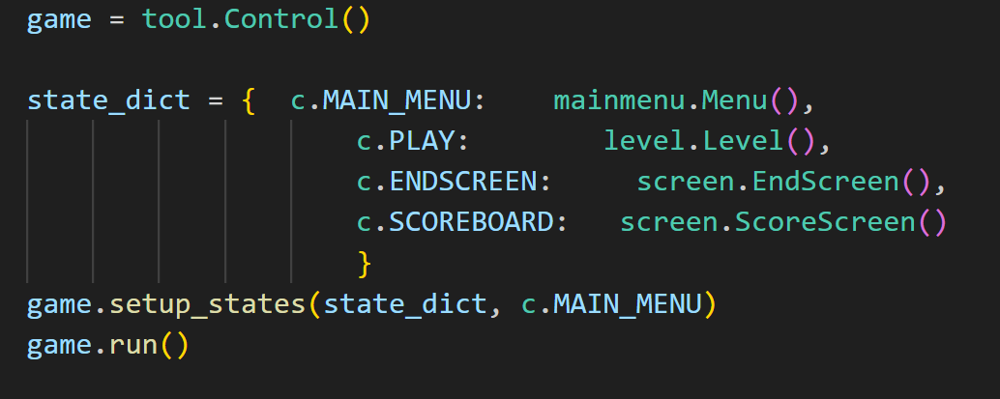 game = tool.Control()
state_dict = {  c.MAIN_MENU:    mainmenu.Menu(),
                    c.PLAY:        level.Level(),
                    c.ENDSCREEN:     screen.EndScreen(),
                    c.SCOREBOARD:   screen.ScoreScreen()
                    }
game.setup_states(state_dict, c.MAIN_MENU)
game.run()